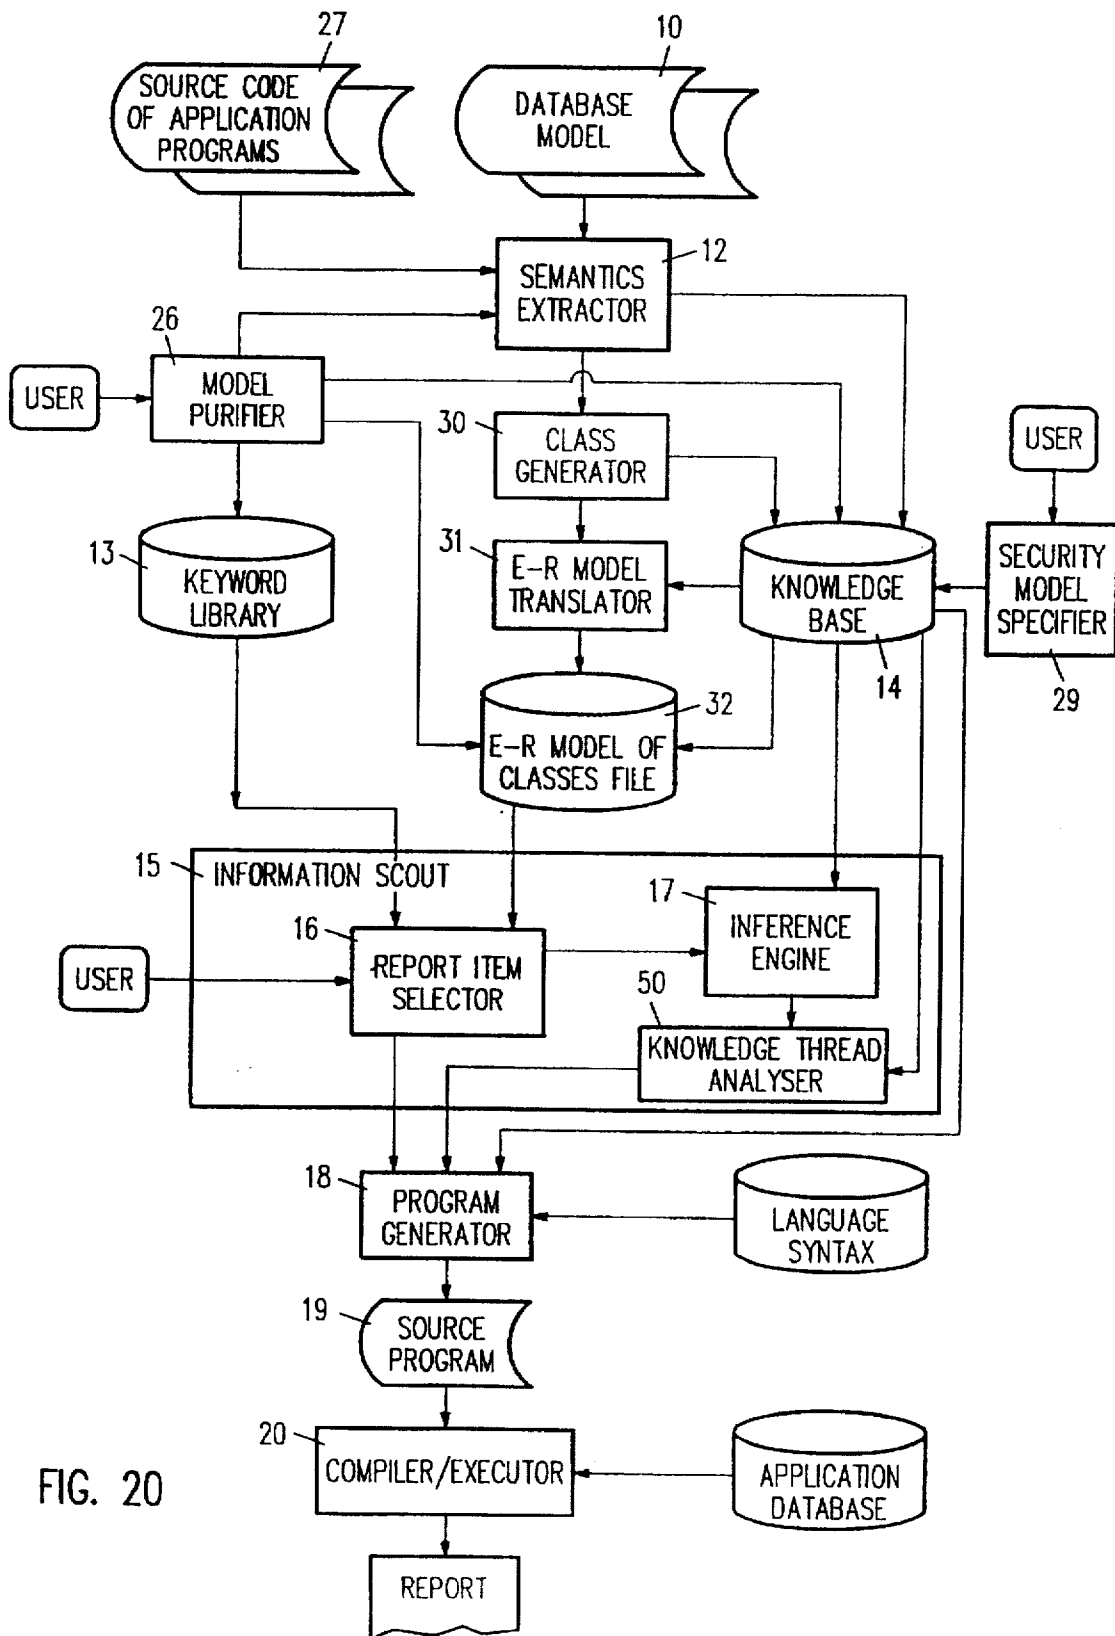 27
SOURCE CODE
OF APPLICATION
PROGRAMS
10
DATABASE
MODEL
12
SEMANTICS
EXTRACTOR
26
USER
MODEL
PURIFIER
30
CLASS
GENERATOR
USER
13
KEYWORD
LIBRARY
31
E-R MODEL
TRANSLATOR
KNOWLEDGE
BASE
14
SECURITY
MODEL
SPECIFIER
29
32
E-R MODEL OF
CLASSES FILE
15
INFORMATION SCOUT
16
USER
REPORT ITEM
SELECTOR
17
INFERENCE
ENGINE
50
KNOWLEDGE THREAD
ANALYSER
18
PROGRAM
GENERATOR
LANGUAGE
SYNTAX
19
SOURCE
PROGRAM
20
COMPILER/EXECUTOR
APPLICATION
DATABASE
FIG. 20
REPORT